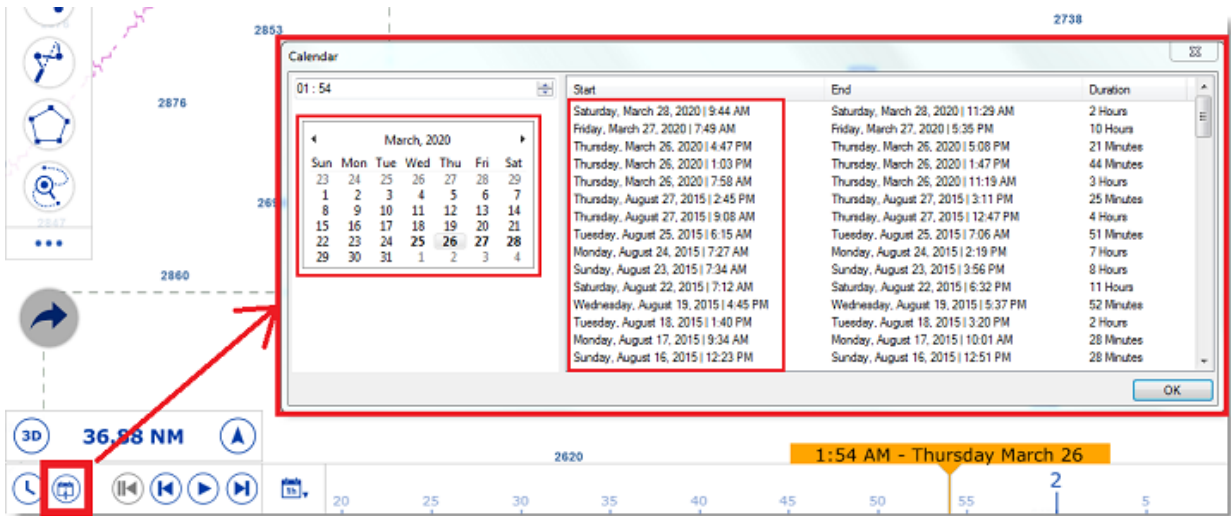 2738
2853
Calendar
01 : 54
Start End Duration
Saturday, March 28, 2020 | 9:44 AM Saturday, March 28, 2020 | 11:29 AM 2 Hours
Friday, March 27, 2020 | 7:49 AM Friday, March 27, 2020 | 5:35 PM 10 Hours
Thursday, March 26, 2020 | 4:47 PM Thursday, March 26, 2020 | 5:08 PM 21 Minutes
Thursday, March 26, 2020 | 1:03 PM Thursday, March 26, 2020 | 1:47 PM 44 Minutes
Thursday, March 26, 2020 | 7:58 AM Thursday, March 26, 2020 | 11:19 AM 3 Hours
Thursday, August 27, 2015 | 2:45 PM Thursday, August 27, 2015 | 3:11 PM 25 Minutes
Thursday, August 27, 2015 | 9:08 AM Thursday, August 27, 2015 | 12:47 PM 4 Hours
Tuesday, August 25, 2015 | 6:15 AM Tuesday, August 25, 2015 | 7:06 AM 51 Minutes
Monday, August 24, 2015 | 7:27 AM Monday, August 24, 2015 | 2:19 PM 7 Hours
Sunday, August 23, 2015 | 7:34 AM Sunday, August 23, 2015 | 3:56 PM 8 Hours
Saturday, August 22, 2015 | 7:12 AM Saturday, August 22, 2015 | 6:32 PM 11 Hours
Wednesday, August 19, 2015 | 4:45 PM Wednesday, August 19, 2015 | 5:37 PM 52 Minutes
Tuesday, August 18, 2015 | 1:40 PM Tuesday, August 18, 2015 | 3:20 PM 2 Hours
Monday, August 17, 2015 | 9:34 AM Monday, August 17, 2015 | 10:01 AM 28 Minutes
Sunday, August 16, 2015 | 12:23 PM Sunday, August 16, 2015 | 12:51 PM 28 Minutes
March, 2020
Sun Mon Tue Wed Thu Fri Sat
23 24 25 26 27 28 29
1 2 3 4 5 6 7
8 9 10 11 12 13 14
15 16 17 18 19 20 21
22 23 24 25 26 27 28
29 30 31 1 2 3 4
OK
2876
2847
2860
3D 36.88 NM
2620
1:54 AM - Thursday March 26
1h
20 25 30 35 40 45 50 55 2 5